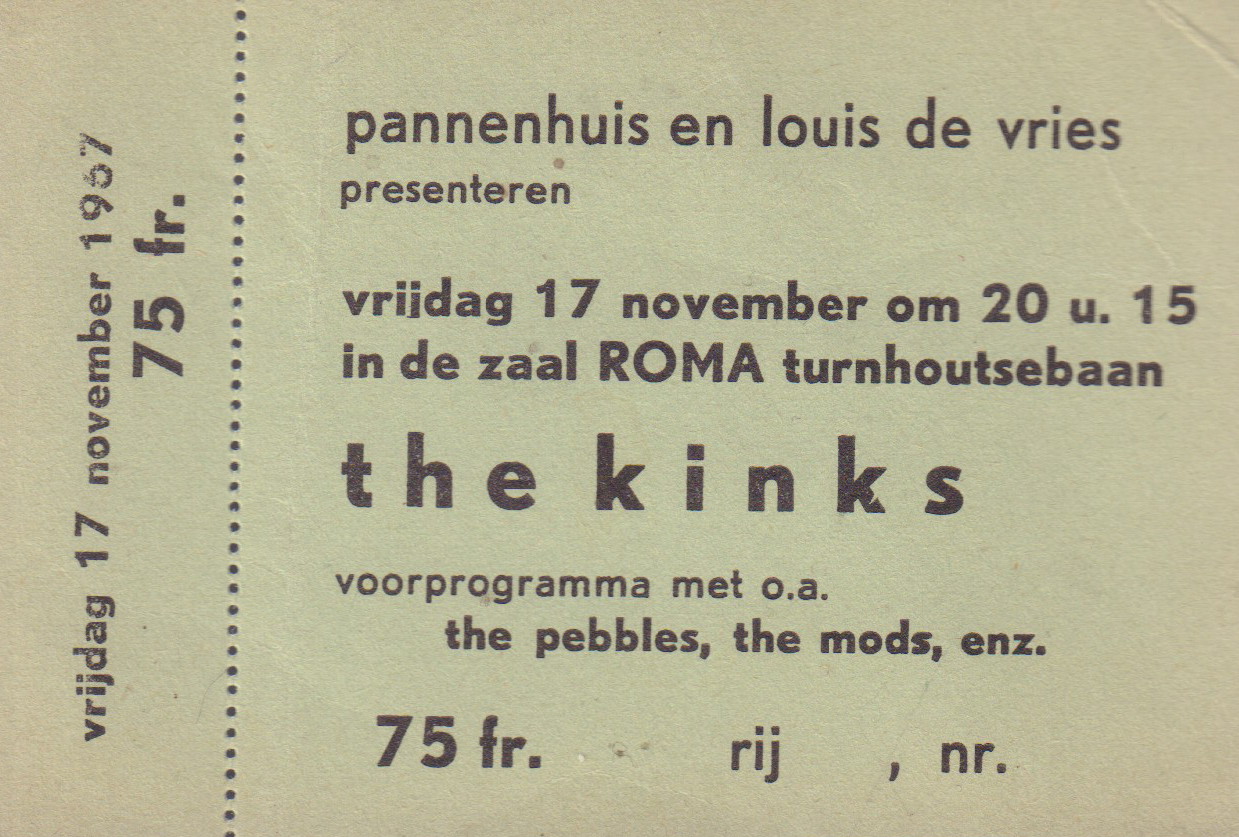 vrijdag 17 november 1967
75 fr.
pannenhuis en louis de vries
presenteren
vrijdag 17 november om 20 u. 15
in de zaal ROMA turnhoutsebaan
the kinks
voorprogramma met o.a.
the pebbles, the mods, enz.
75 fr. rij , nr.